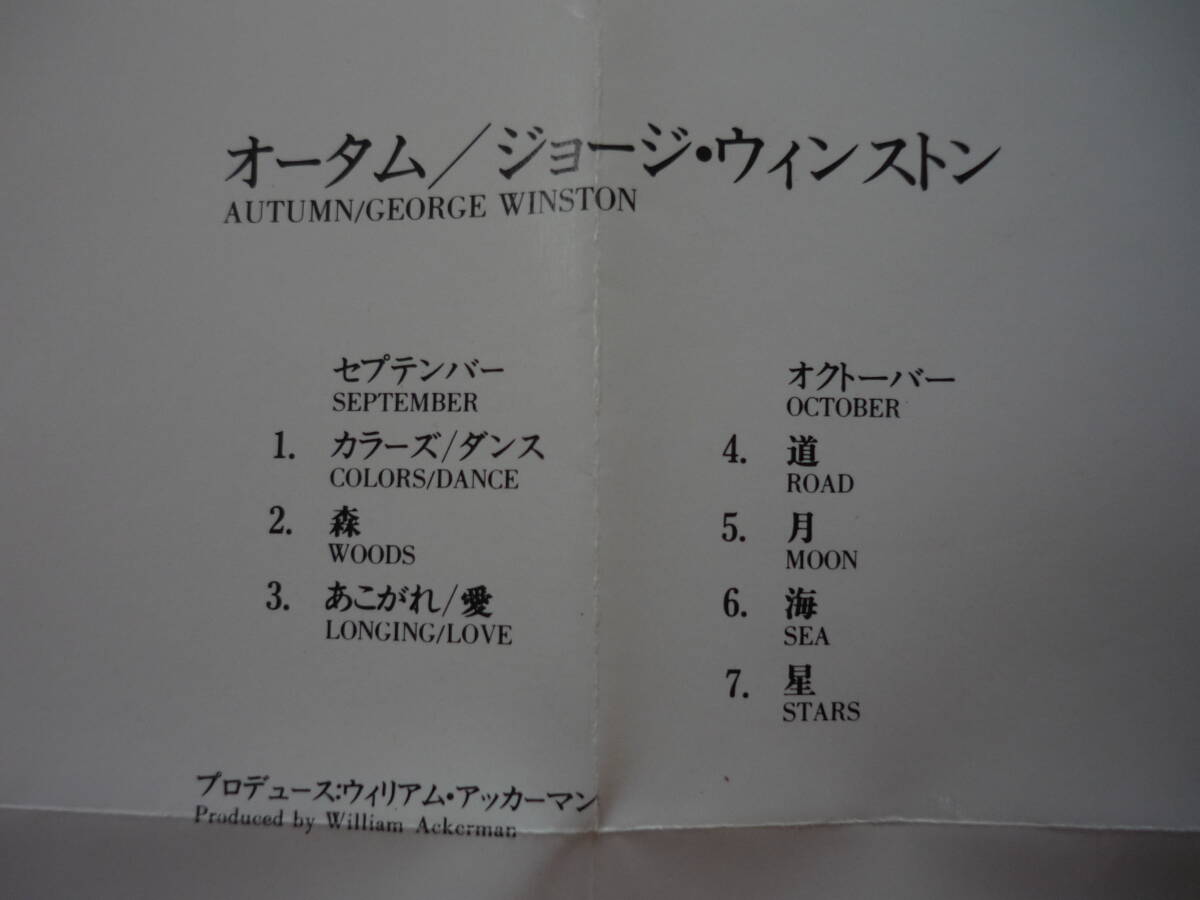 オータム/ジョージ・ウィンストン
AUTUMN/GEORGE WINSTON
セプテンバー
SEPTEMBER
1. カラーズ/ダンス
COLORS/DANCE
2. 森
WOODS
3. あこがれ/愛
LONGING/LOVE
オクトーバー
OCTOBER
4. 道
ROAD
5. 月
MOON
6. 海
SEA
7. 星
STARS
プロデュース:ウィリアム・アッカーマン
Produced by William Ackerman